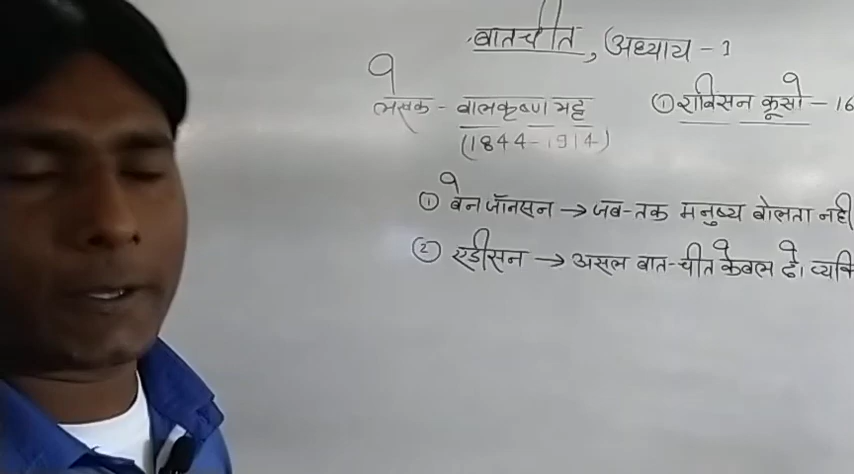 बातचीत, (अध्याय - 1
लेखक - बालकृष्ण भट्ट
(1844-1914)
① राबिंसन क्रूसो - 16
① बेन जॉनसन → जब-तक मनुष्य बोलता नहीं
② एडीसन → असल बात-चीत केवल दो व्यक्ति